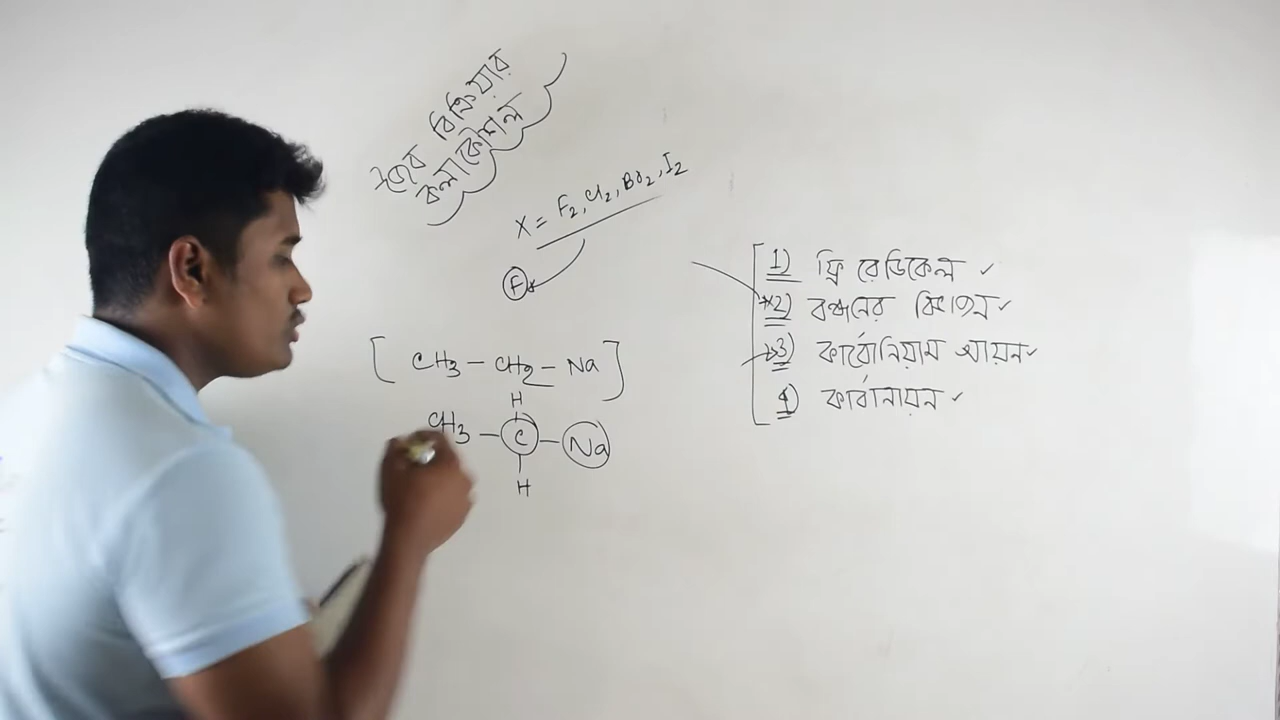 জৈব বিক্রিয়ার
কলাকৌশল
X = F2, Cl2, Br2, I2
F
[ CH3 – CH2 – Na ]
H
CH3 – C – Na
H
1) ফ্রি রেডিকেল ✓
2) বন্ধনের বিভাজন ✓
3) কার্বোনিয়াম আয়ন ✓
4) কার্বানায়ন ✓